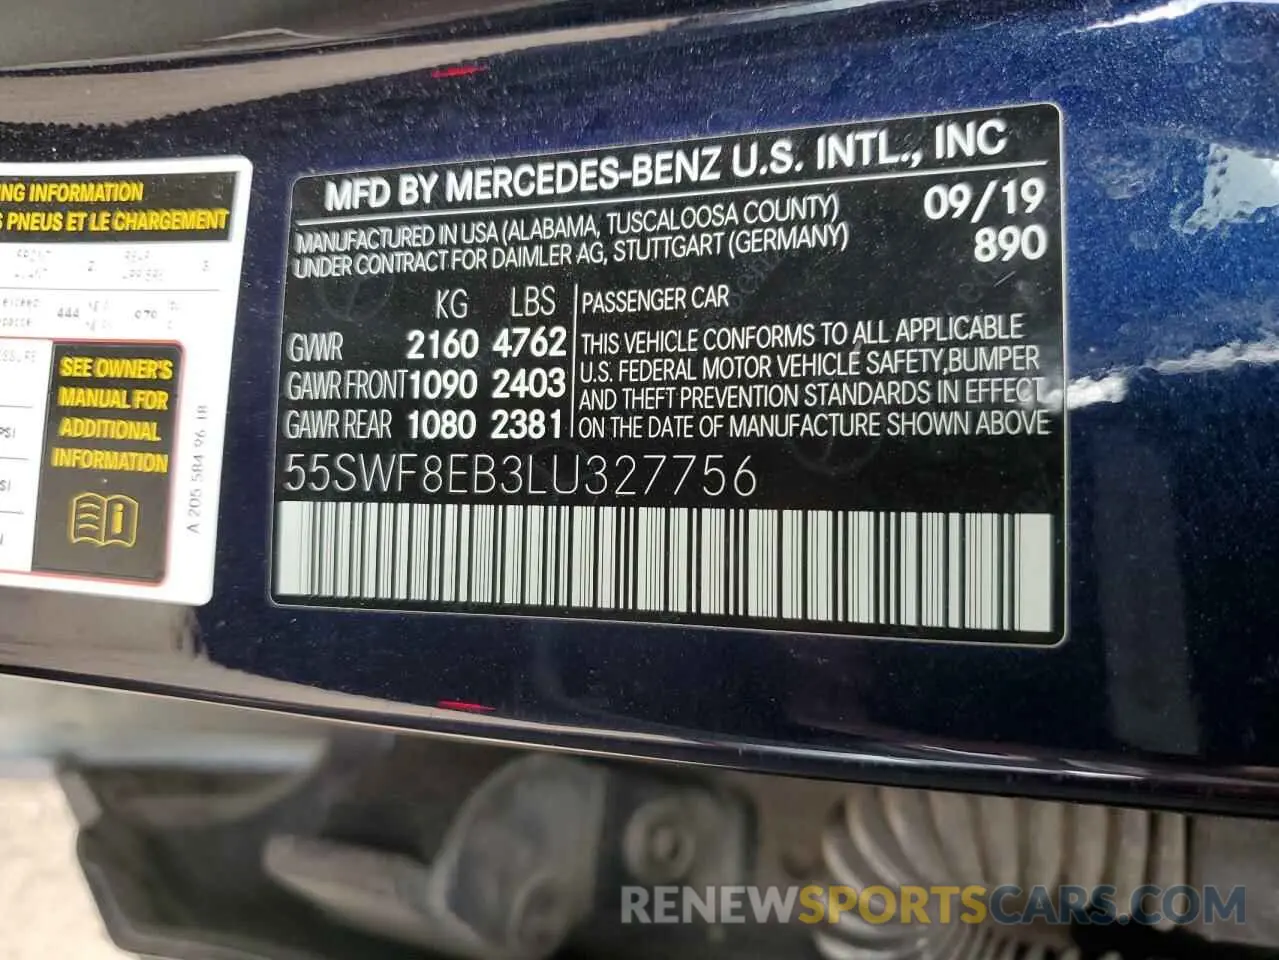 NG INFORMATION
PNEUS ET LE CHARGEMENT
SEE OWNER'S
MANUAL FOR
ADDITIONAL
INFORMATION
A 205 584 96 18
MFD BY MERCEDES-BENZ U.S. INTL., INC
MANUFACTURED IN USA (ALABAMA, TUSCALOOSA COUNTY) 09/19
UNDER CONTRACT FOR DAIMLER AG, STUTTGART (GERMANY) 890
KG LBS PASSENGER CAR
GVWR 2160 4762 THIS VEHICLE CONFORMS TO ALL APPLICABLE
GAWR FRONT 1090 2403 U.S. FEDERAL MOTOR VEHICLE SAFETY, BUMPER
AND THEFT PREVENTION STANDARDS IN EFFECT
GAWR REAR 1080 2381 ON THE DATE OF MANUFACTURE SHOWN ABOVE
55SWF8EB3LU327756
RENEWSPORTSCARS.COM